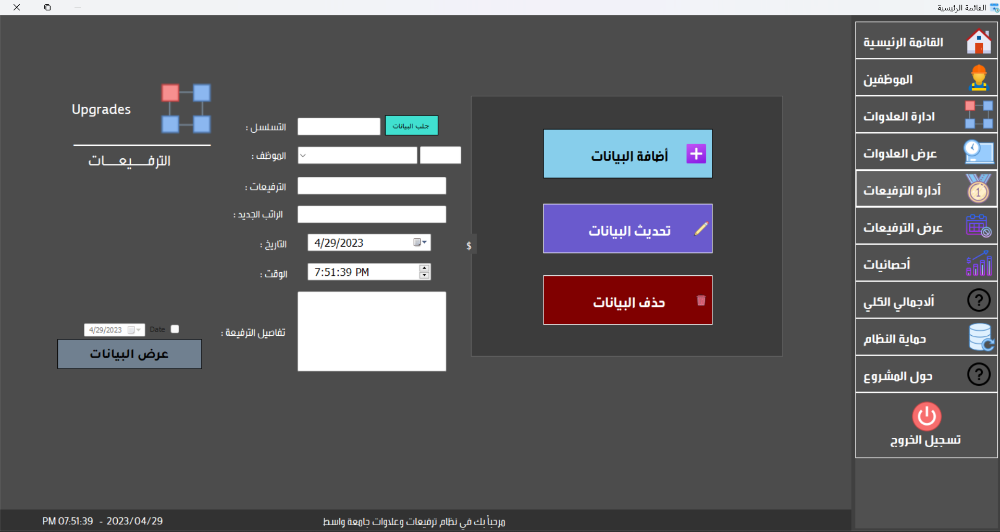 القائمة الرئيسية
القائمة الرئيسية
الموظفين
ادارة العلاوات
عرض العلاوات
أدارة الترفيعات
عرض الترفيعات
أحصائيات
ألاجمالي الكلي
حماية النظام
حول المشروع
تسجيل الخروج
Upgrades
الترفـــــيعـــــات
التسلسل :
جلب البيانات
الموظف :
الترفيعات :
الراتب الجديد :
$
التاريخ :
4/29/2023
الوقت :
7:51:39 PM
تفاصيل الترفيعة :
أضافة البيانات
تحديث البيانات
حذف البيانات
4/29/2023
Date
عرض البيانات
مرحبأ بك في نظام ترفيعات وعلاوات جامعة واسط
PM 07:51:39 - 2023/04/29